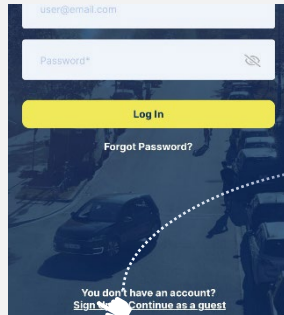 user@email.com
Password*
Log In
Forgot Password?
You don't have an account?
Sign Continue as a guest